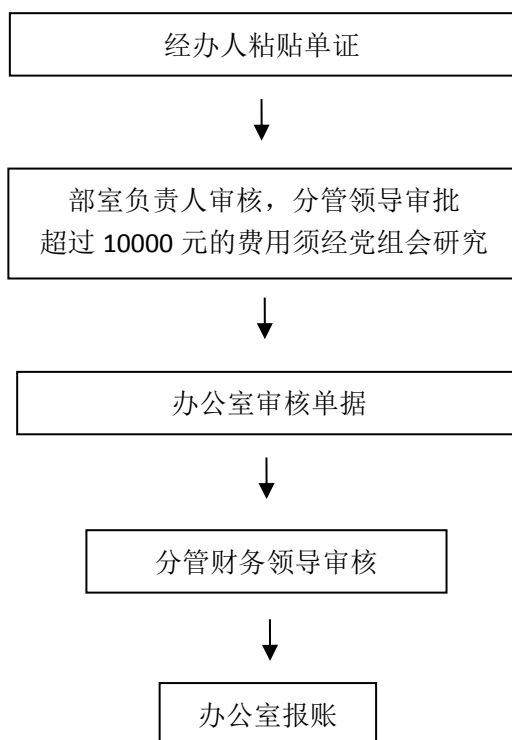 经办人粘贴单证
部室负责人审核，分管领导审批
超过 10000 元的费用须经党组会研究
办公室审核单据
分管财务领导审核
办公室报账